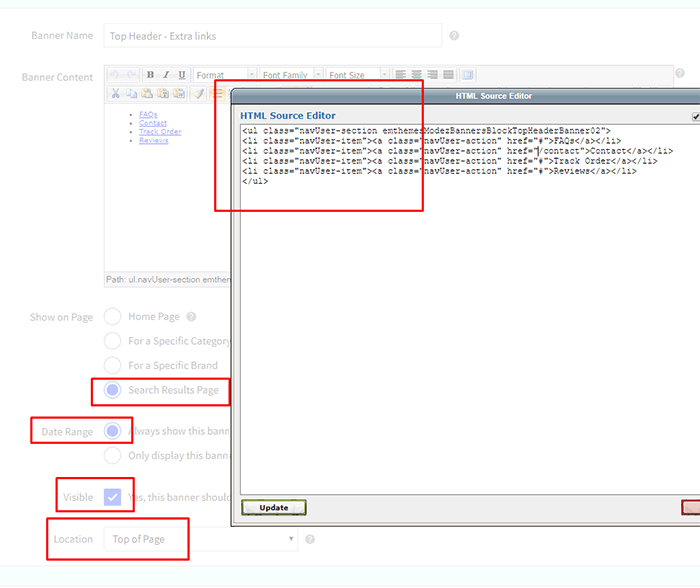 Banner Name Top Header - Extra links
Banner Content
B I U Format Font Family Font Size
HTML Source Editor
FAQs
Contact
Track Order
Reviews
HTML Source Editor
<ul class="navUser-section emthemesModezBannersBlockTopHeaderBanner02">
<li class="navUser-item"><a class="navUser-action" href="#">FAQs</a></li>
<li class="navUser-item"><a class="navUser-action" href="/contact">Contact</a></li>
<li class="navUser-item"><a class="navUser-action" href="#">Track Order</a></li>
<li class="navUser-item"><a class="navUser-action" href="#">Reviews</a></li>
</ul>
Path: ul.navUser-section emthem
Show on Page Home Page
For a Specific Category
For a Specific Brand
Search Results Page
Date Range Always show this bann
Only display this bann
Visible Yes, this banner should
Update
Location Top of Page